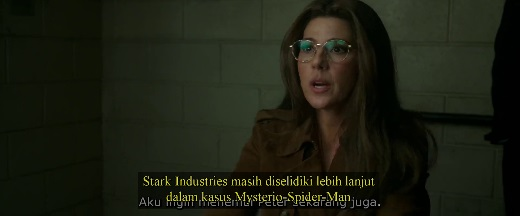 Stark Industries masih diselidiki lebih lanjut
dalam kasus Mysterio-Spider-Man
Aku ingin menemui Peter sekarang juga.